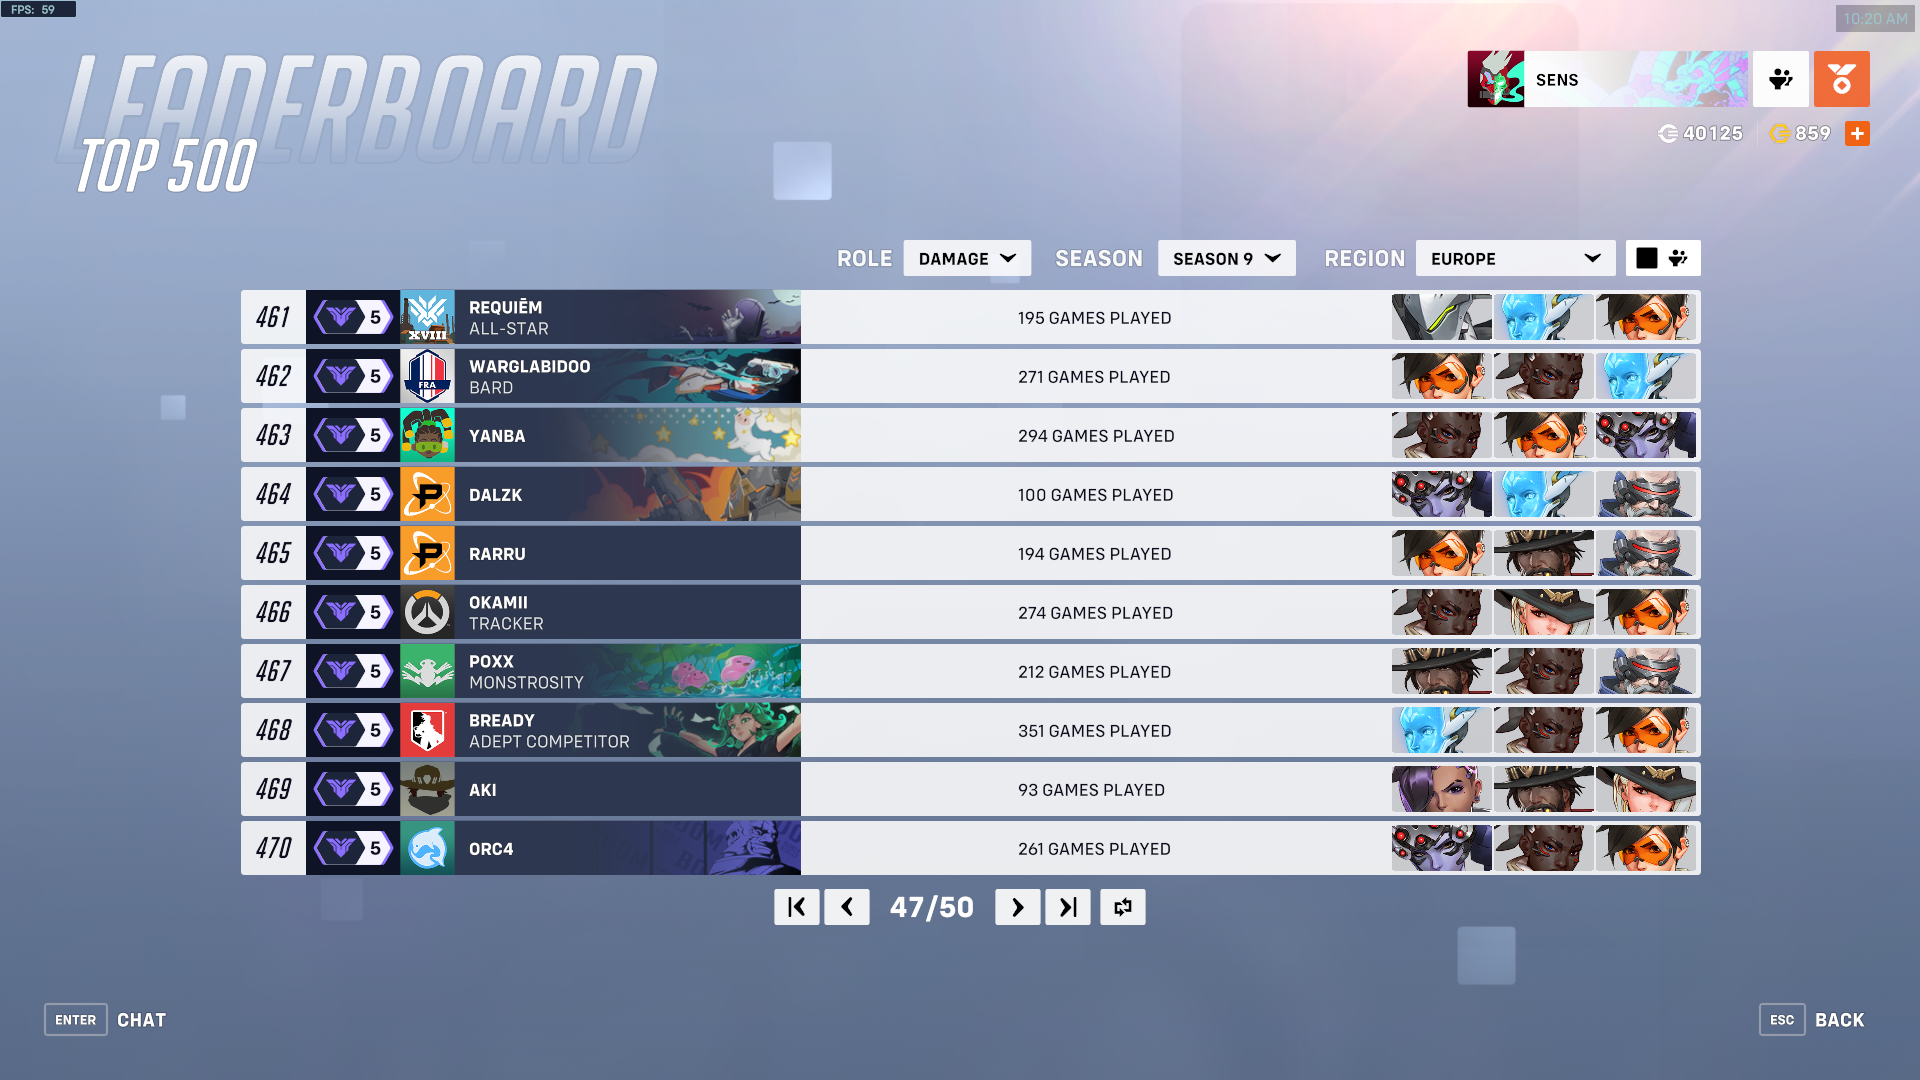 FPS: 59
10:20 AM
LEADERBOARD
TOP 500
SENS
40125
859
ROLE DAMAGE SEASON SEASON 9 REGION EUROPE
461 5 XVIII REQUIĒM 195 GAMES PLAYED
ALL-STAR
462 5 FRA WARGLABIDOO 271 GAMES PLAYED
BARD
463 5 YANBA 294 GAMES PLAYED
464 5 P DALZK 100 GAMES PLAYED
465 5 P RARRU 194 GAMES PLAYED
466 5 OKAMII 274 GAMES PLAYED
TRACKER
467 5 POXX 212 GAMES PLAYED
MONSTROSITY
468 5 BREADY 351 GAMES PLAYED
ADEPT COMPETITOR
469 5 AKI 93 GAMES PLAYED
470 5 ORC4 261 GAMES PLAYED
47/50
ENTER CHAT
ESC BACK